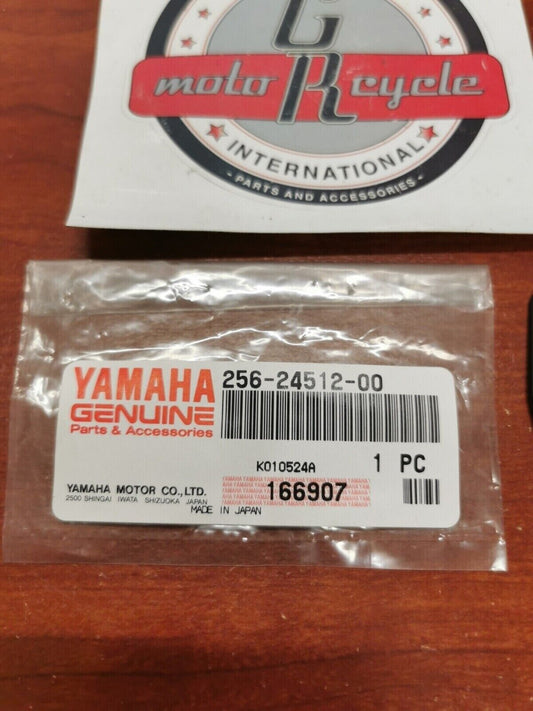 G
moto R cycle
INTERNATIONAL
- PARTS AND ACCESSORIES -
YAMAHA
GENUINE
Parts & Accessories
256-24512-00
K010524A
1 PC
YAMAHA MOTOR CO.,LTD.
2500 SHINGAI IWATA SHIZUOKA JAPAN
166907
MADE IN JAPAN